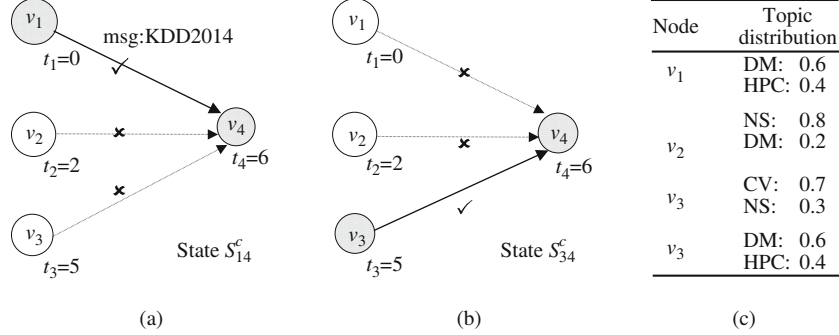 v1
msg:KDD2014
t1=0
✓
v2
t2=2
v4
t4=6
v3
t3=5
State S^c_14
(a)
v1
t1=0
v2
t2=2
v4
t4=6
v3
✓
t3=5
State S^c_34
(b)
Node Topic distribution
v1 DM: 0.6
HPC: 0.4
v2 NS: 0.8
DM: 0.2
v3 CV: 0.7
NS: 0.3
v3 DM: 0.6
HPC: 0.4
(c)